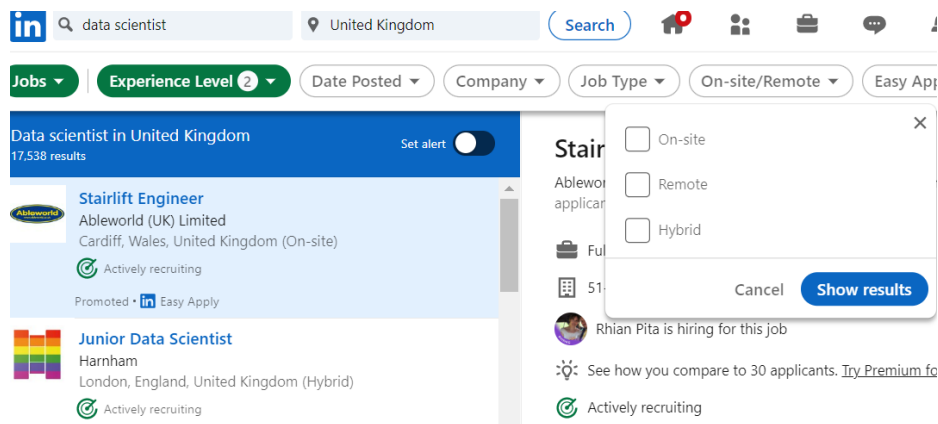 in data scientist United Kingdom Search
Jobs Experience Level 2 Date Posted Company Job Type On-site/Remote Easy App
Data scientist in United Kingdom
17,538 results
Set alert
Stairlift Engineer
Ableworld
Ableworld (UK) Limited
Cardiff, Wales, United Kingdom (On-site)
Actively recruiting
Promoted • in Easy Apply
Junior Data Scientist
Harnham
London, England, United Kingdom (Hybrid)
Actively recruiting
Stair
Ablewor
applicar
Ful
51-
On-site
Remote
Hybrid
Cancel Show results
Rhian Pita is hiring for this job
See how you compare to 30 applicants. Try Premium fo
Actively recruiting